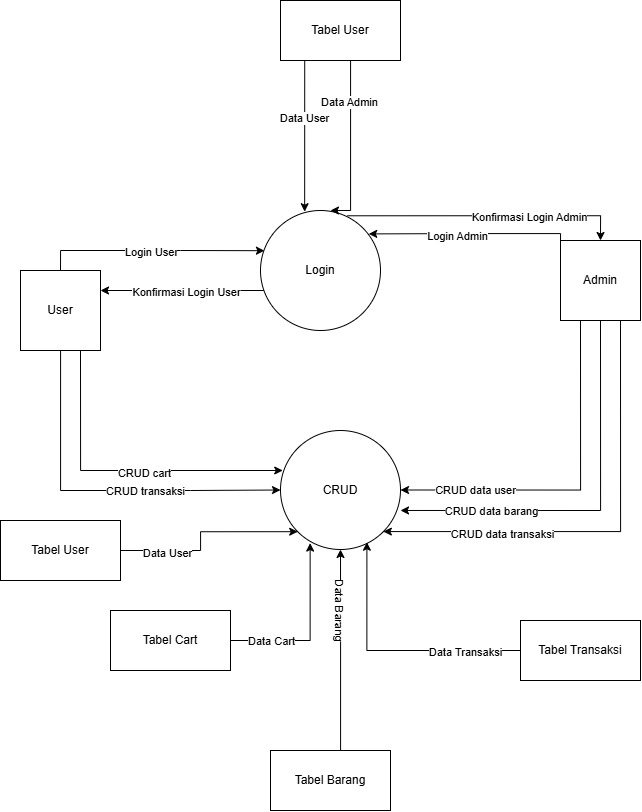 Tabel User
Data Admin
Data User
Konfirmasi Login Admin
Login Admin
Login User
Login
Konfirmasi Login User
User
Admin
CRUD cart
CRUD transaksi
CRUD
CRUD data user
CRUD data barang
CRUD data transaksi
Tabel User
Data User
Data Barang
Tabel Cart
Data Cart
Data Transaksi
Tabel Transaksi
Tabel Barang